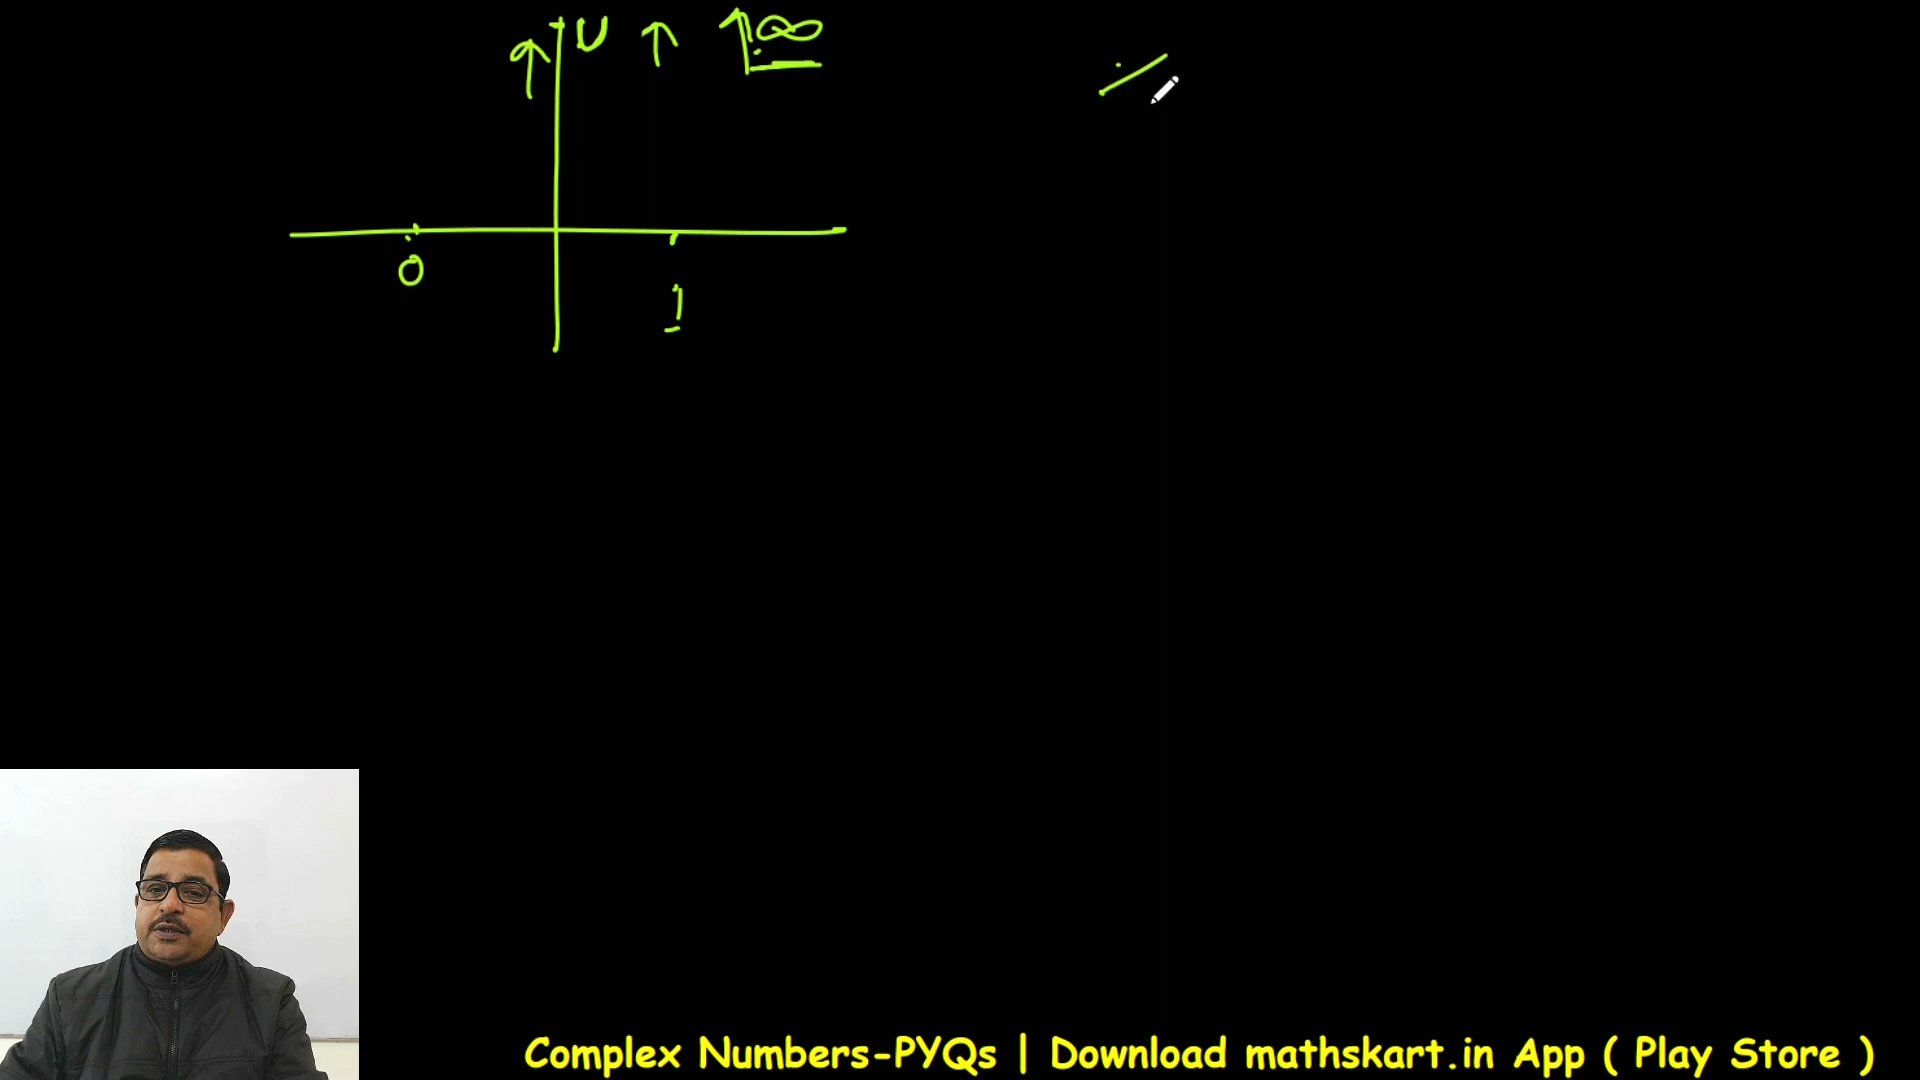 ↑ U ↑ ↑ ∞
0
1
Complex Numbers-PYQs | Download mathskart.in App ( Play Store )